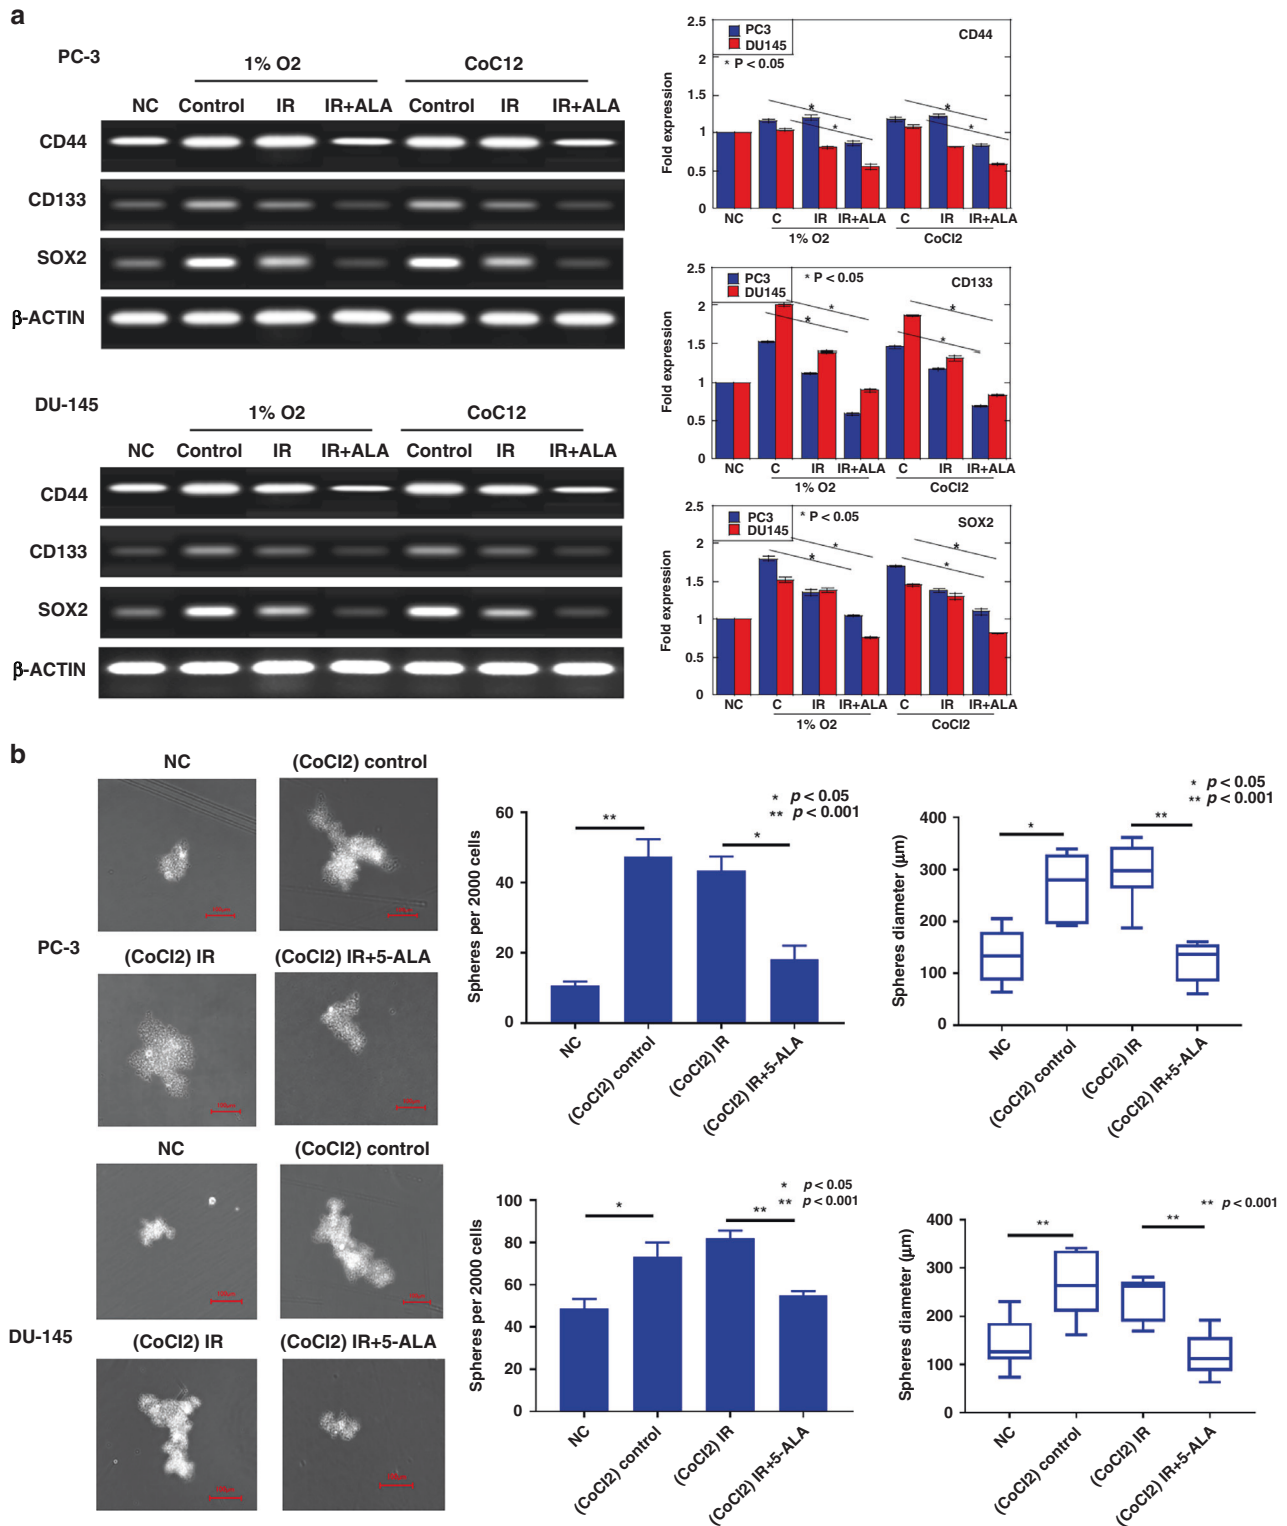 a
PC-3
1% O2 CoC12
NC Control IR IR+ALA Control IR IR+ALA
CD44
CD133
SOX2
β-ACTIN
DU-145
1% O2 CoC12
NC Control IR IR+ALA Control IR IR+ALA
CD44
CD133
SOX2
β-ACTIN
2.5
2
1.5
1
0.5
0
Fold expression
PC3
DU145
* P < 0.05
CD44
* * * *
NC C IR IR+ALA C IR IR+ALA
1% O2 CoCl2
2.5
2
1.5
1
0.5
0
Fold expression
PC3
DU145
* P < 0.05
CD133
* * * *
NC C IR IR+ALA C IR IR+ALA
1% O2 CoCl2
2.5
2
1.5
1
0.5
0
Fold expression
PC3
DU145
* P < 0.05
SOX2
* * * *
NC C IR IR+ALA C IR IR+ALA
1% O2 CoCl2
b
PC-3
NC (CoCl2) control
100µm
(CoCl2) IR (CoCl2) IR+5-ALA
100µm
DU-145
NC (CoCl2) control
100µm
(CoCl2) IR (CoCl2) IR+5-ALA
100µm
* p < 0.05
** p < 0.001
60
40
20
0
Spheres per 2000 cells
** *
NC (CoCl2) control (CoCl2) IR (CoCl2) IR+5-ALA
* p < 0.05
** p < 0.001
400
300
200
100
0
Spheres diameter (µm)
* **
NC (CoCl2) control (CoCl2) IR (CoCl2) IR+5-ALA
* p < 0.05
** p < 0.001
100
80
60
40
20
0
Spheres per 2000 cells
* **
NC (CoCl2) control (CoCl2) IR (CoCl2) IR+5-ALA
** p < 0.001
400
300
200
100
0
Spheres diameter (µm)
** **
NC (CoCl2) control (CoCl2) IR (CoCl2) IR+5-ALA